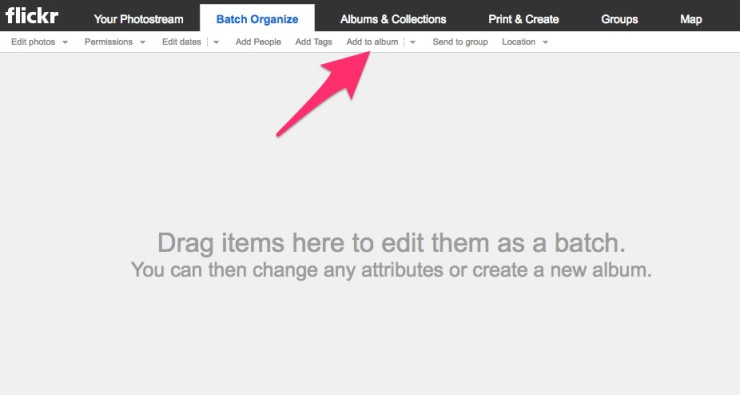 flickr Your Photostream Batch Organize Albums & Collections Print & Create Groups Map
Edit photos Permissions Edit dates Add People Add Tags Add to album Send to group Location
Drag items here to edit them as a batch.
You can then change any attributes or create a new album.